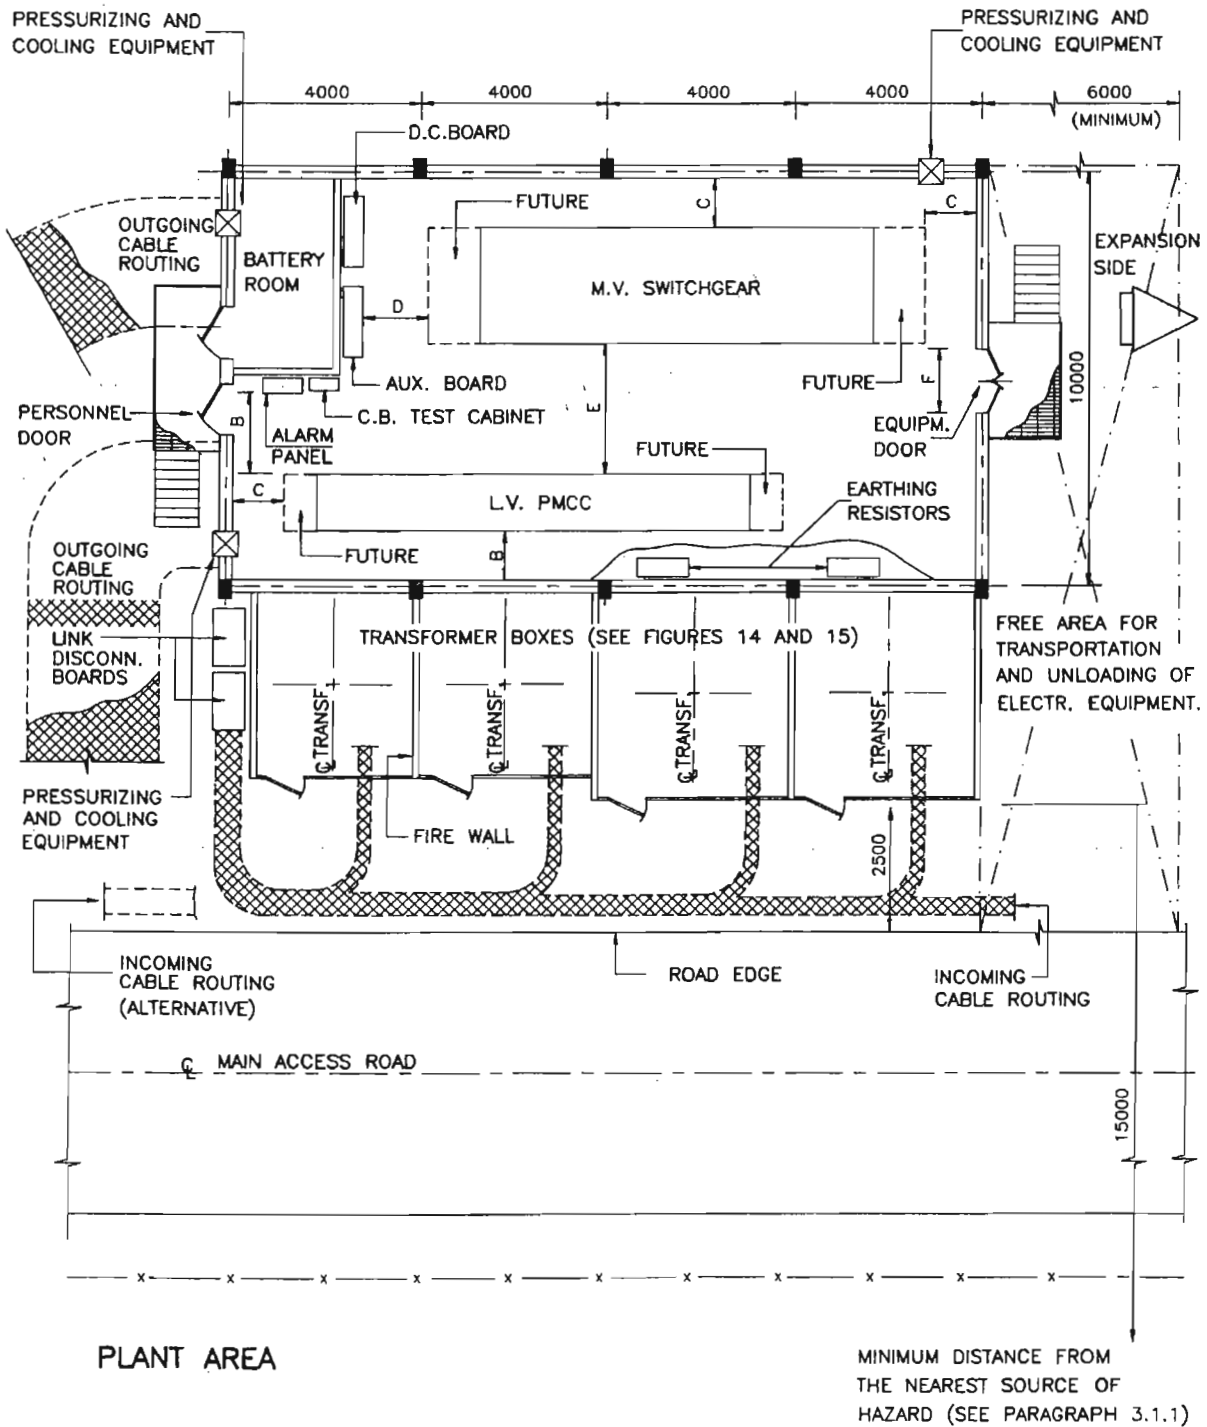 PRESSURIZING AND
COOLING EQUIPMENT
PRESSURIZING AND
COOLING EQUIPMENT
4000
4000
4000
4000
6000
(MINIMUM)
D.C.BOARD
FUTURE
C
C
OUTGOING
CABLE
ROUTING
BATTERY
ROOM
EXPANSION
SIDE
M.V. SWITCHGEAR
D
AUX. BOARD
FUTURE
F
10000
E
C.B. TEST CABINET
PERSONNEL
DOOR
B
ALARM
PANEL
EQUIPM.
DOOR
FUTURE
C
L.V. PMCC
EARTHING
RESISTORS
FUTURE
B
OUTGOING
CABLE
ROUTING
LINK
DISCONN.
BOARDS
TRANSFORMER BOXES (SEE FIGURES 14 AND 15)
FREE AREA FOR
TRANSPORTATION
AND UNLOADING OF
ELECTR. EQUIPMENT.
℄ TRANSF.
℄ TRANSF.
℄ TRANSF.
℄ TRANSF.
PRESSURIZING
AND COOLING
EQUIPMENT
FIRE WALL
2500
INCOMING
CABLE ROUTING
(ALTERNATIVE)
ROAD EDGE
INCOMING
CABLE ROUTING
℄ MAIN ACCESS ROAD
15000
x x x x x x x x x x x
PLANT AREA
MINIMUM DISTANCE FROM
THE NEAREST SOURCE OF
HAZARD (SEE PARAGRAPH 3.1.1)